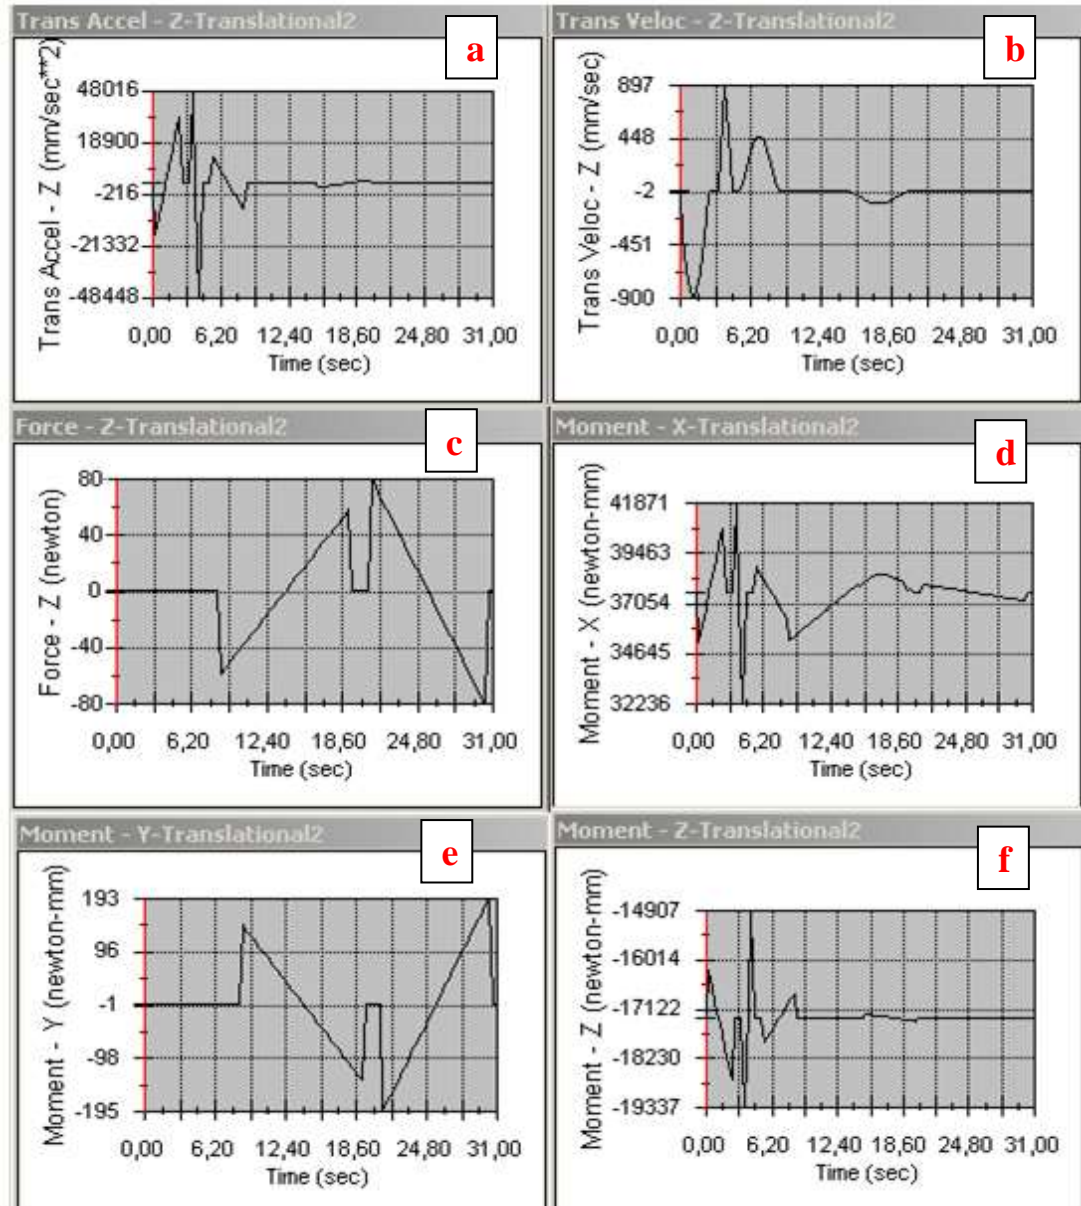 Trans Accel - Z-Translational2
a
Trans Accel - Z (mm/sec**2)
48016
18900
-216
-21332
-48448
0,00 6,20 12,40 18,60 24,80 31,00
Time (sec)
Trans Veloc - Z-Translational2
b
Trans Veloc - Z (mm/sec)
897
448
-2
-451
-900
0,00 6,20 12,40 18,60 24,80 31,00
Time (sec)
Force - Z-Translational2
c
Force - Z (newton)
80
40
0
-40
-80
0,00 6,20 12,40 18,60 24,80 31,00
Time (sec)
Moment - X-Translational2
d
Moment - X (newton-mm)
41871
39463
37054
34645
32236
0,00 6,20 12,40 18,60 24,80 31,00
Time (sec)
Moment - Y-Translational2
e
Moment - Y (newton-mm)
193
96
-1
-98
-195
0,00 6,20 12,40 18,60 24,80 31,00
Time (sec)
Moment - Z-Translational2
f
Moment - Z (newton-mm)
-14907
-16014
-17122
-18230
-19337
0,00 6,20 12,40 18,60 24,80 31,00
Time (sec)